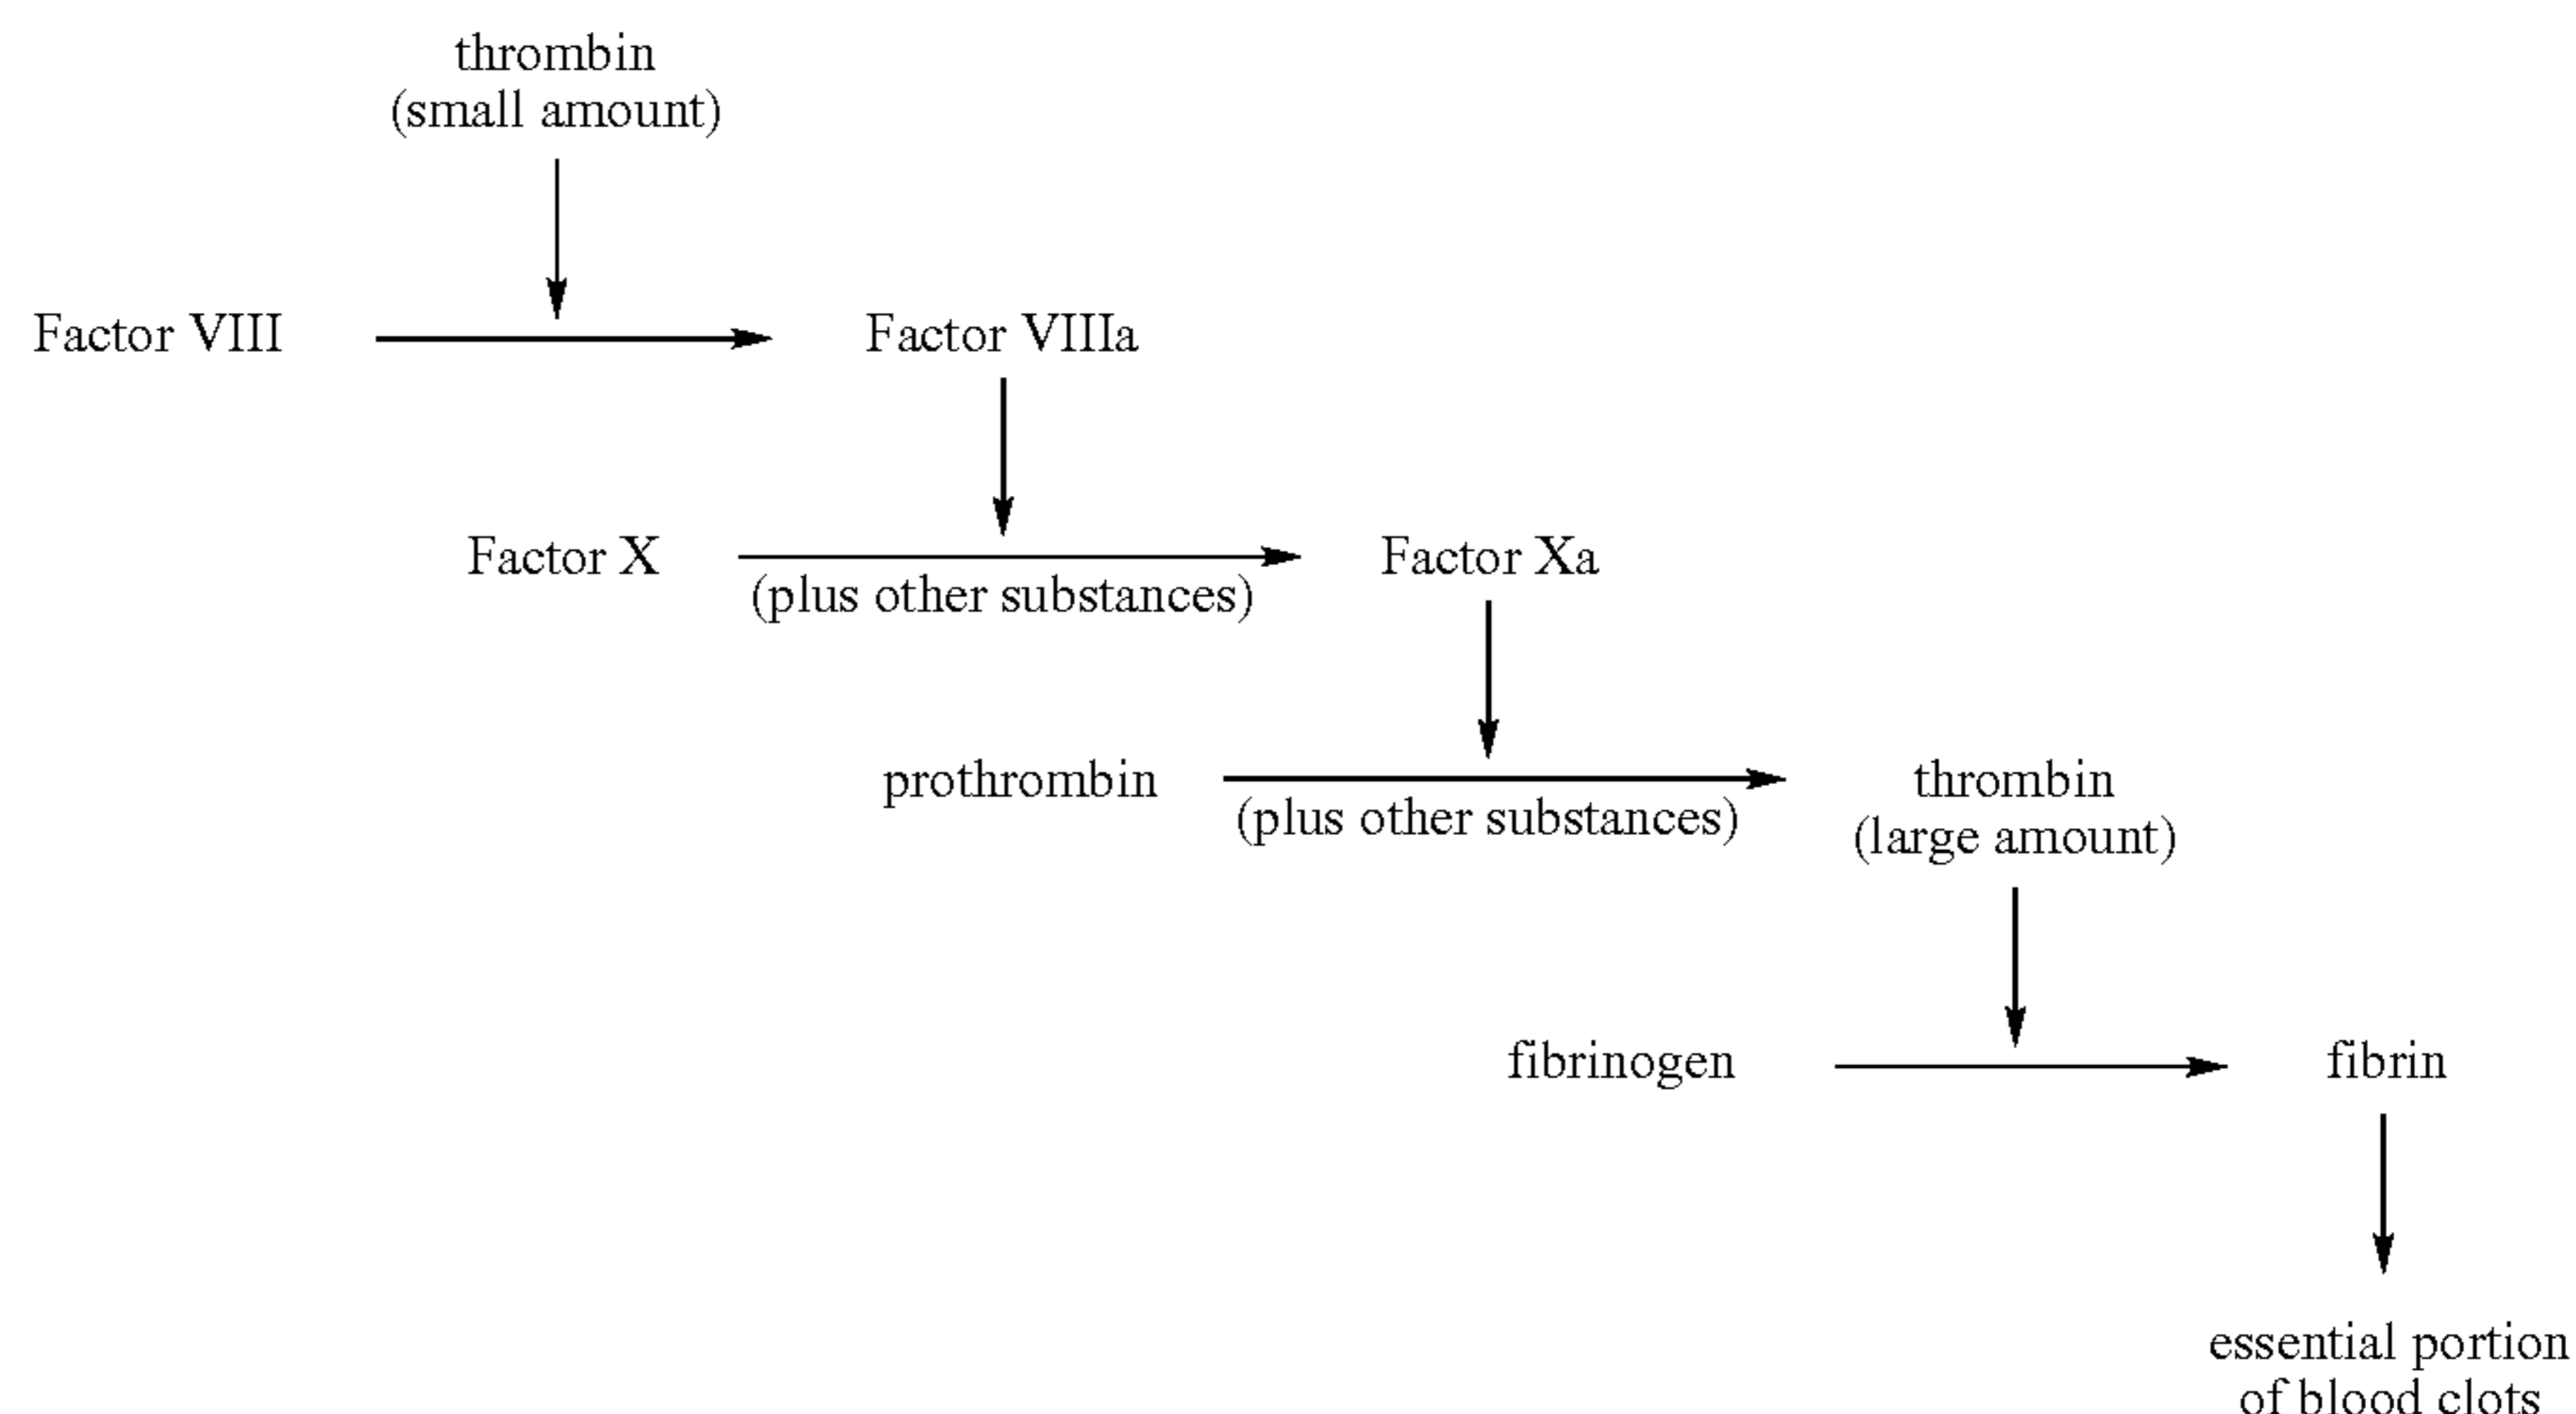 thrombin
(small amount)
Factor VIII
Factor VIIIa
Factor X
(plus other substances)
Factor Xa
prothrombin
(plus other substances)
thrombin
(large amount)
fibrinogen
fibrin
essential portion
of blood clots